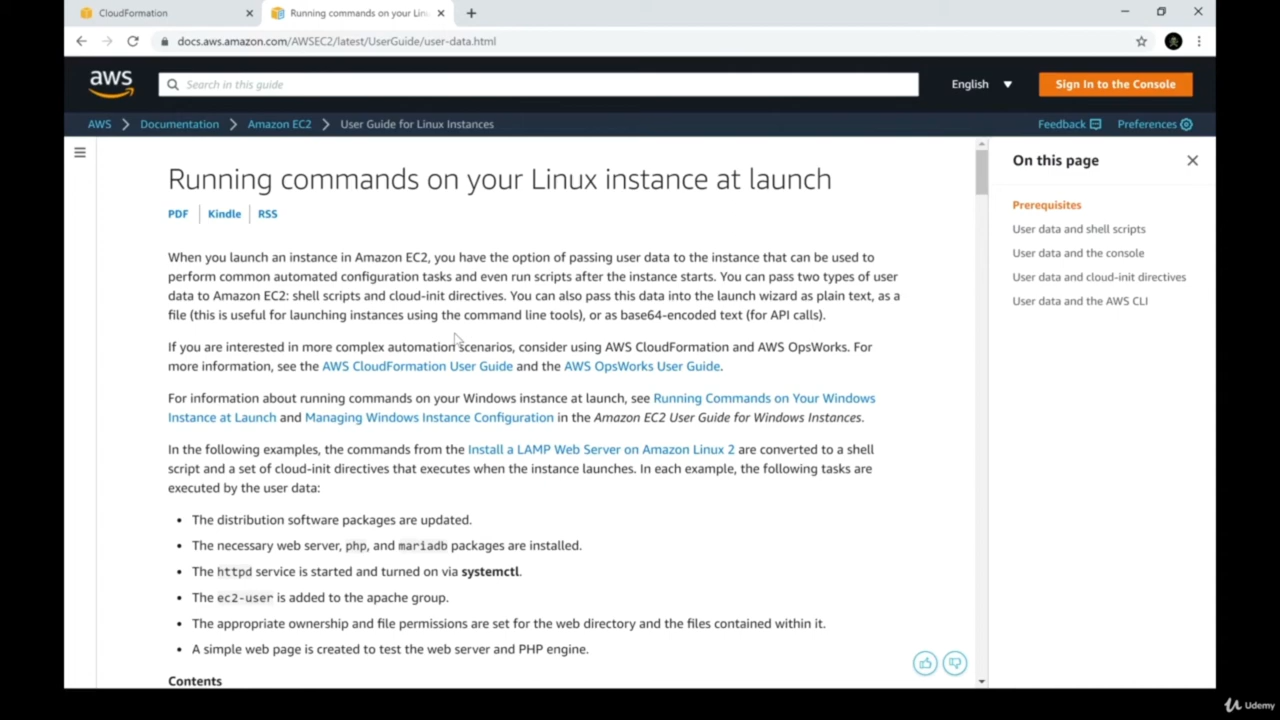 CloudFormation
Running commands on your Lin
docs.aws.amazon.com/AWSEC2/latest/UserGuide/user-data.html
aws
Search in this guide
English
Sign In to the Console
AWS
Documentation
Amazon EC2
User Guide for Linux Instances
Feedback
Preferences
Running commands on your Linux instance at launch
PDF
Kindle
RSS
When you launch an instance in Amazon EC2, you have the option of passing user data to the instance that can be used to
perform common automated configuration tasks and even run scripts after the instance starts. You can pass two types of user
data to Amazon EC2: shell scripts and cloud-init directives. You can also pass this data into the launch wizard as plain text, as a
file (this is useful for launching instances using the command line tools), or as base64-encoded text (for API calls).
If you are interested in more complex automation scenarios, consider using AWS CloudFormation and AWS OpsWorks. For
more information, see the AWS CloudFormation User Guide and the AWS OpsWorks User Guide.
For information about running commands on your Windows instance at launch, see Running Commands on Your Windows
Instance at Launch and Managing Windows Instance Configuration in the Amazon EC2 User Guide for Windows Instances.
In the following examples, the commands from the Install a LAMP Web Server on Amazon Linux 2 are converted to a shell
script and a set of cloud-init directives that executes when the instance launches. In each example, the following tasks are
executed by the user data:
• The distribution software packages are updated.
• The necessary web server, php, and mariadb packages are installed.
• The httpd service is started and turned on via systemctl.
• The ec2-user is added to the apache group.
• The appropriate ownership and file permissions are set for the web directory and the files contained within it.
• A simple web page is created to test the web server and PHP engine.
Contents
On this page
Prerequisites
User data and shell scripts
User data and the console
User data and cloud-init directives
User data and the AWS CLI
Udemy